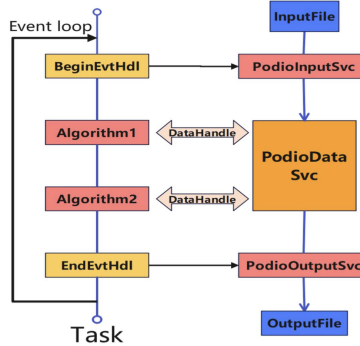 InputFile
Event loop
BeginEvtHdl
PodioInputSvc
Algorithm1
DataHandle
PodioData
Svc
Algorithm2
DataHandle
EndEvtHdl
PodioOutputSvc
Task
OutputFile